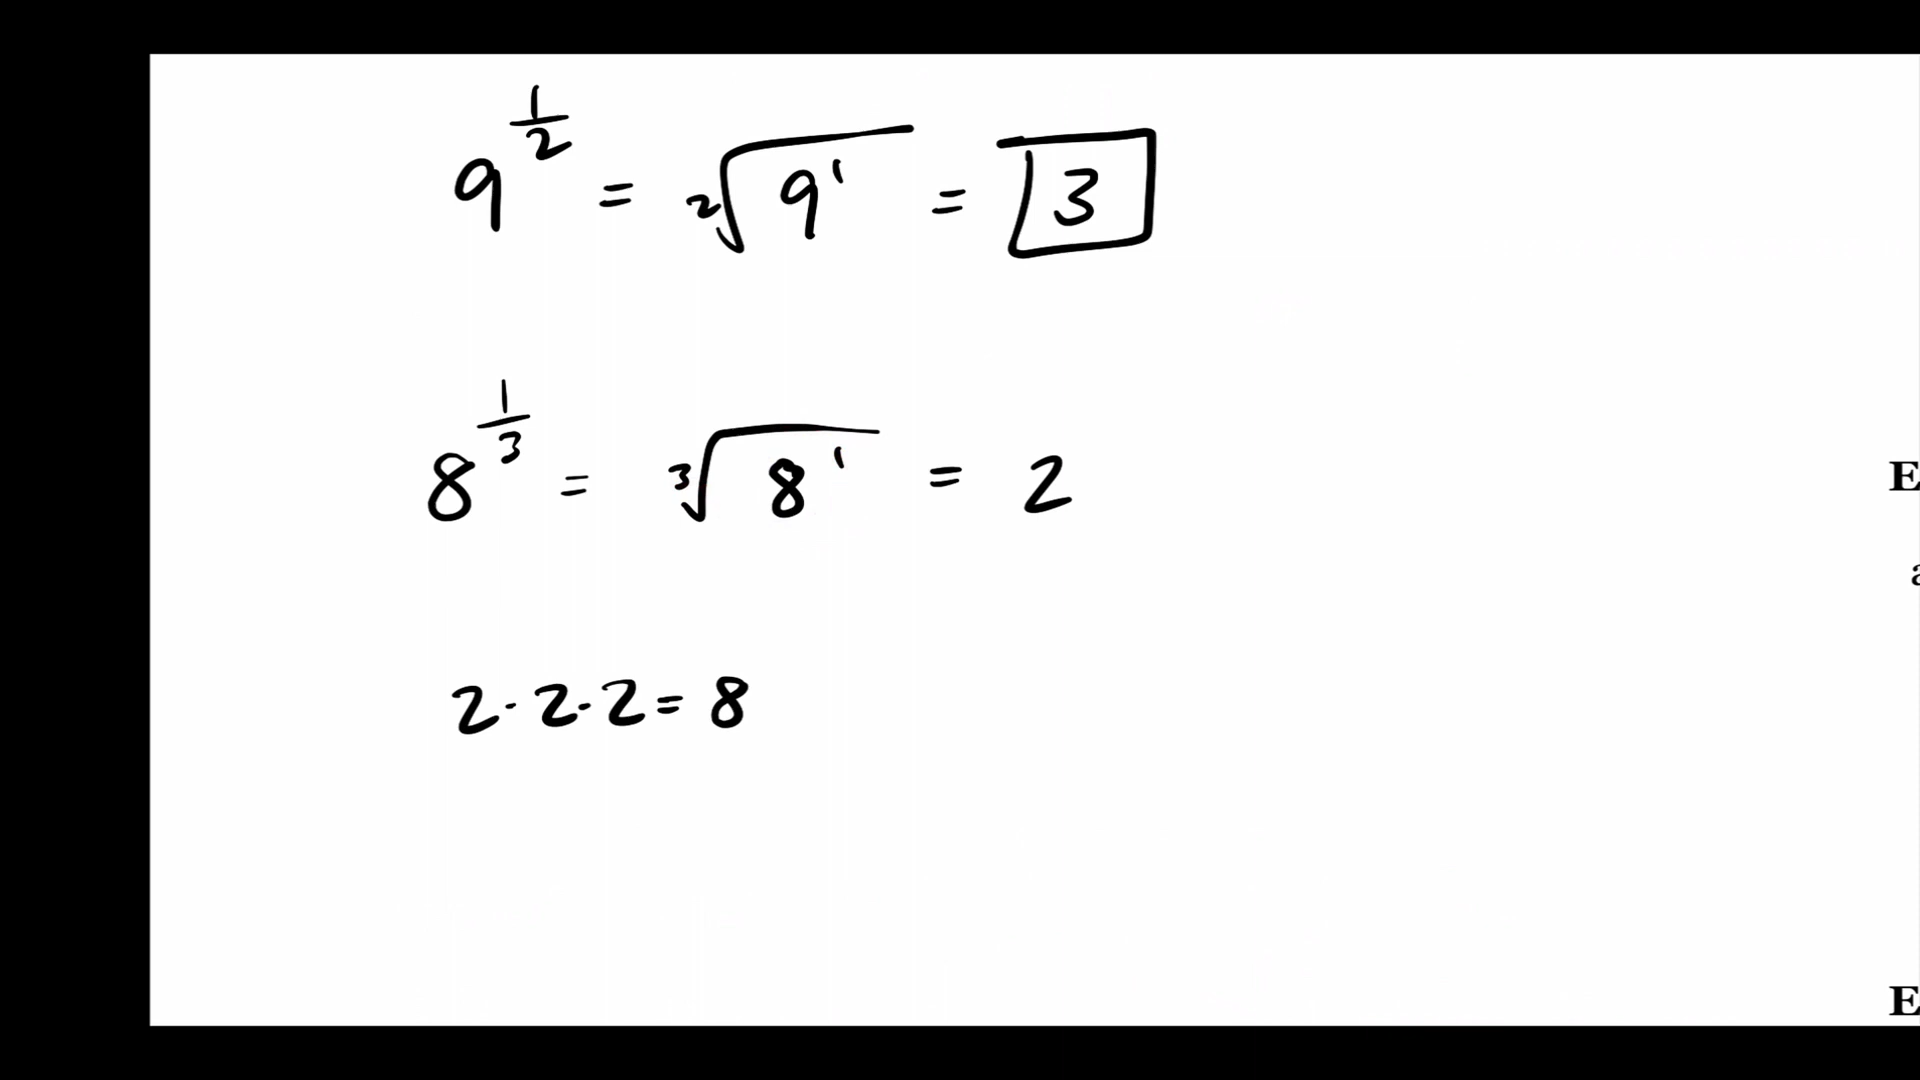 9^{1/2} = ²√9¹ = 3
8^{1/3} = ³√8¹ = 2
E
a
2·2·2=8
E